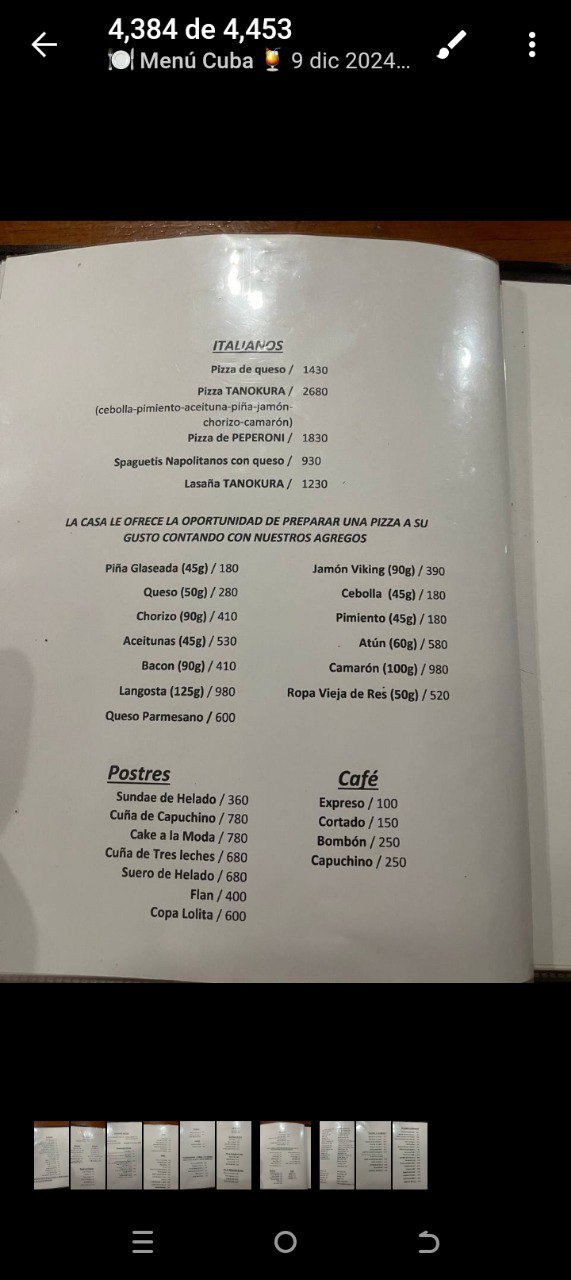 4,384 de 4,453
🍽️ Menú Cuba 🍹 9 dic 2024...
ITALIANOS
Pizza de queso / 1430
Pizza TANOKURA / 2680
(cebolla-pimiento-aceituna-piña-jamón-
chorizo-camarón)
Pizza de PEPERONI / 1830
Spaguetis Napolitanos con queso / 930
Lasaña TANOKURA / 1230
LA CASA LE OFRECE LA OPORTUNIDAD DE PREPARAR UNA PIZZA A SU
GUSTO CONTANDO CON NUESTROS AGREGOS
Piña Glaseada (45g) / 180
Queso (50g) / 280
Chorizo (90g) / 410
Aceitunas (45g) / 530
Bacon (90g) / 410
Langosta (125g) / 980
Queso Parmesano / 600
Jamón Viking (90g) / 390
Cebolla (45g) / 180
Pimiento (45g) / 180
Atún (60g) / 580
Camarón (100g) / 980
Ropa Vieja de Res (50g) / 520
Postres
Sundae de Helado / 360
Cuña de Capuchino / 780
Cake a la Moda / 780
Cuña de Tres leches / 680
Suero de Helado / 680
Flan / 400
Copa Lolita / 600
Café
Expreso / 100
Cortado / 150
Bombón / 250
Capuchino / 250